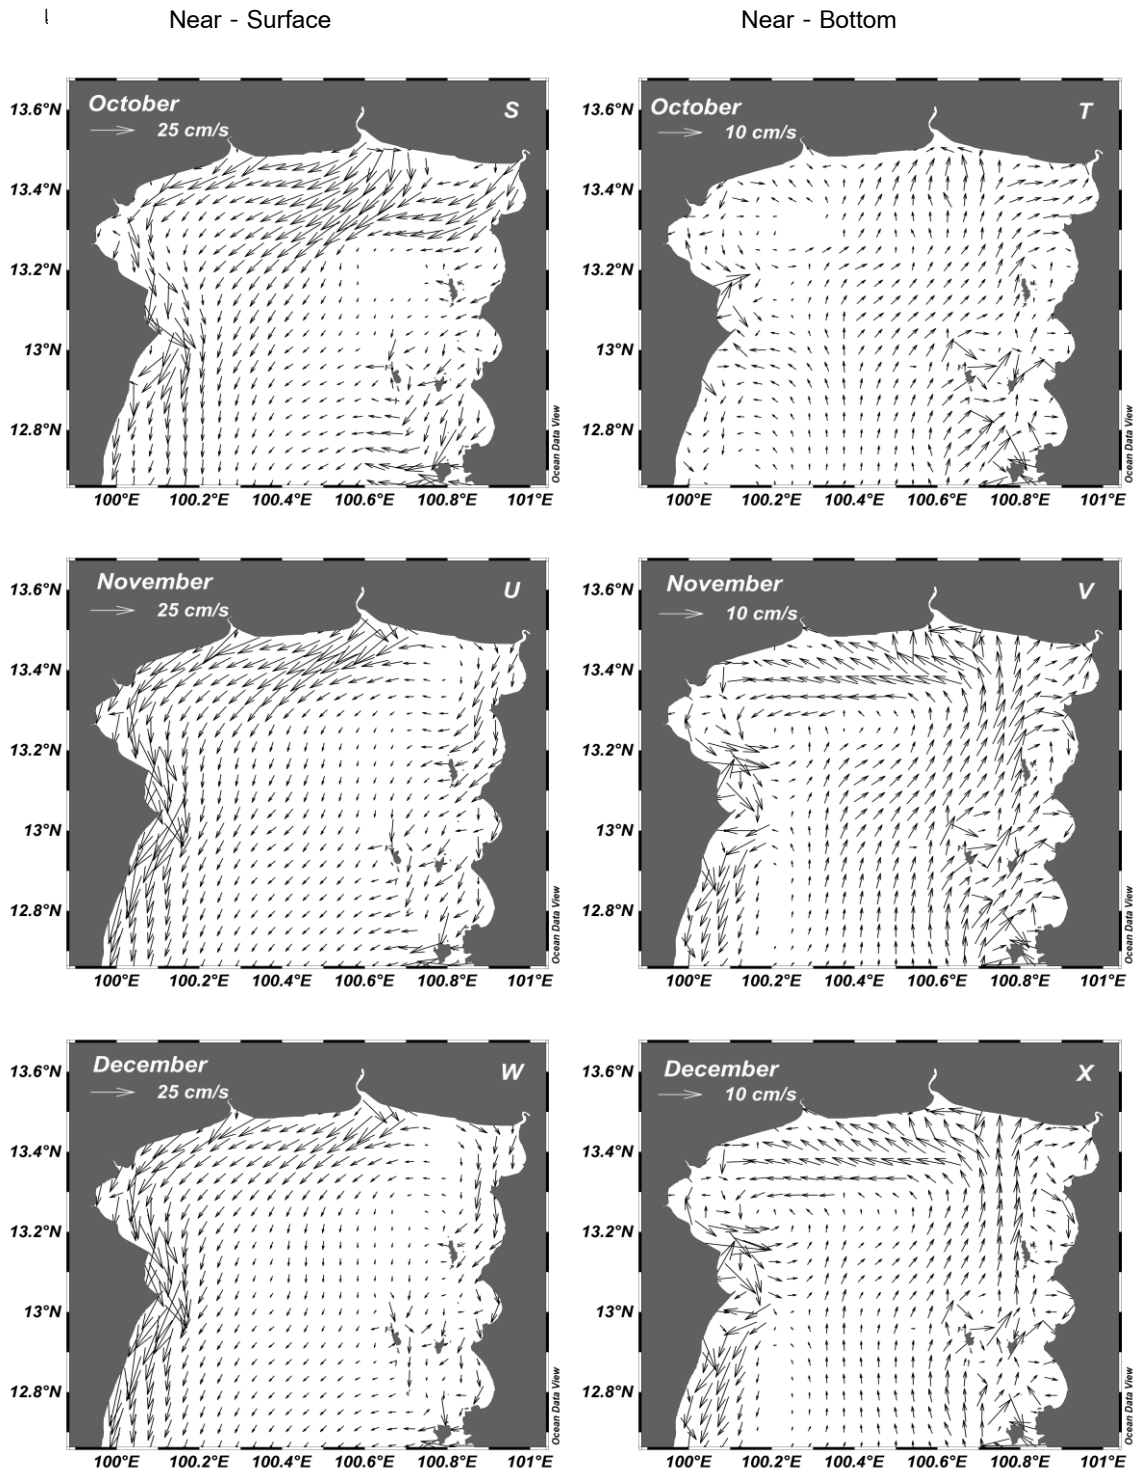 Near - Surface
Near - Bottom
October
S
25 cm/s
13.6°N
13.4°N
13.2°N
13°N
12.8°N
100°E 100.2°E 100.4°E 100.6°E 100.8°E 101°E
Ocean Data View
October
T
10 cm/s
13.6°N
13.4°N
13.2°N
13°N
12.8°N
100°E 100.2°E 100.4°E 100.6°E 100.8°E 101°E
Ocean Data View
November
U
25 cm/s
13.6°N
13.4°N
13.2°N
13°N
12.8°N
100°E 100.2°E 100.4°E 100.6°E 100.8°E 101°E
Ocean Data View
November
V
10 cm/s
13.6°N
13.4°N
13.2°N
13°N
12.8°N
100°E 100.2°E 100.4°E 100.6°E 100.8°E 101°E
Ocean Data View
December
W
25 cm/s
13.6°N
13.4°N
13.2°N
13°N
12.8°N
100°E 100.2°E 100.4°E 100.6°E 100.8°E 101°E
Ocean Data View
December
X
10 cm/s
13.6°N
13.4°N
13.2°N
13°N
12.8°N
100°E 100.2°E 100.4°E 100.6°E 100.8°E 101°E
Ocean Data View